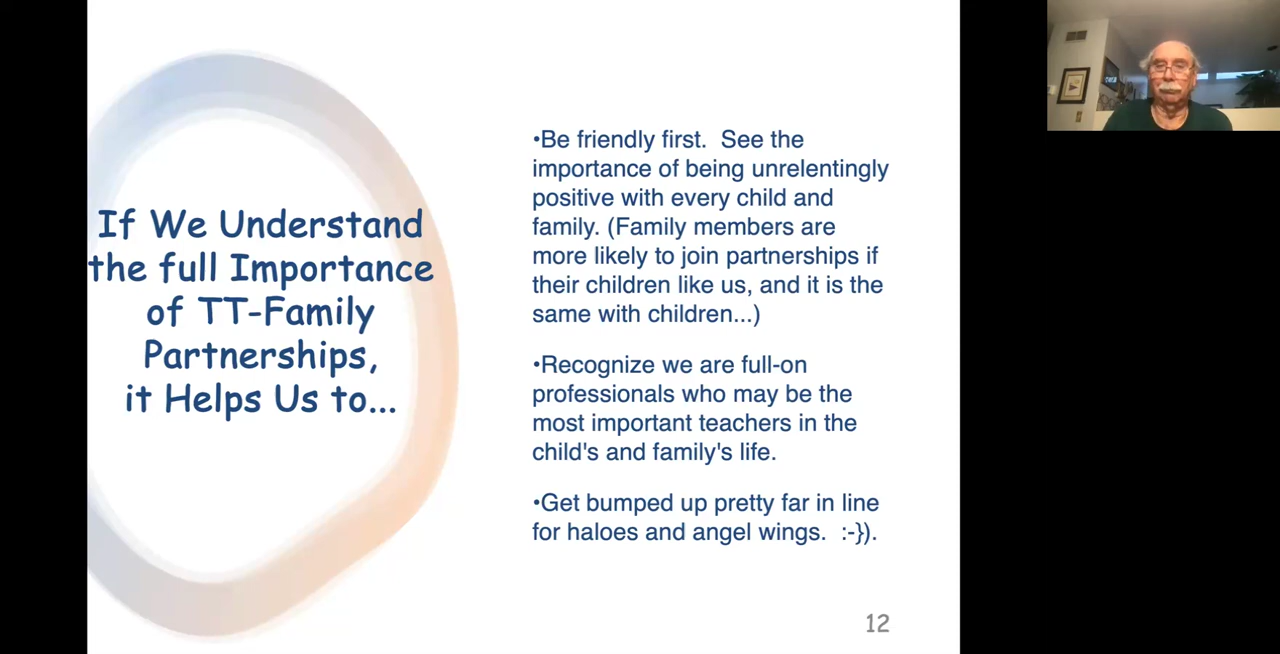 If We Understand
the full Importance
of TT-Family
Partnerships,
it Helps Us to...
•Be friendly first.  See the
importance of being unrelentingly
positive with every child and
family. (Family members are
more likely to join partnerships if
their children like us, and it is the
same with children...)
•Recognize we are full-on
professionals who may be the
most important teachers in the
child's and family's life.
•Get bumped up pretty far in line
for haloes and angel wings.  :-}).
12